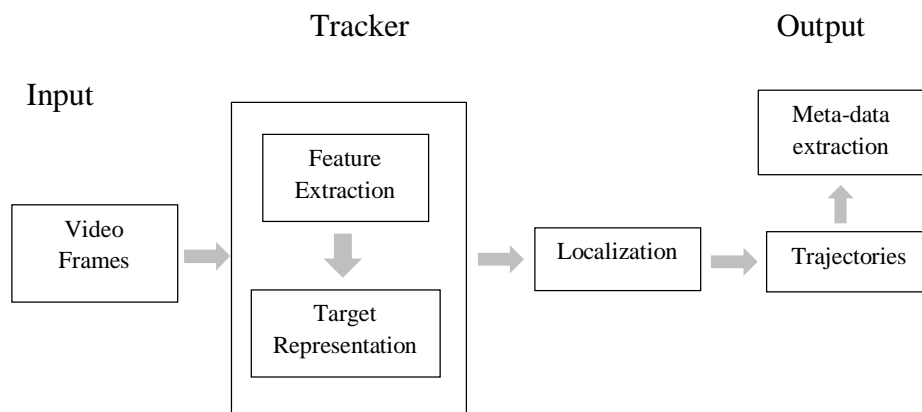 Tracker
Output
Input
Meta-data
extraction
Feature
Extraction
Video
Frames
Localization
Trajectories
Target
Representation